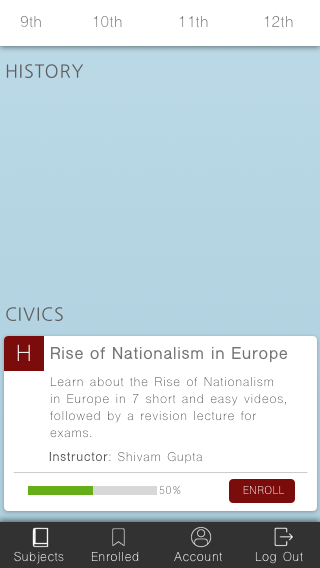 9th 10th 11th 12th
HISTORY
CIVICS
H Rise of Nationalism in Europe
Learn about the Rise of Nationalism
in Europe in 7 short and easy videos,
followed by a revision lecture for
exams.
Instructor: Shivam Gupta
50% ENROLL
Subjects Enrolled Account Log Out